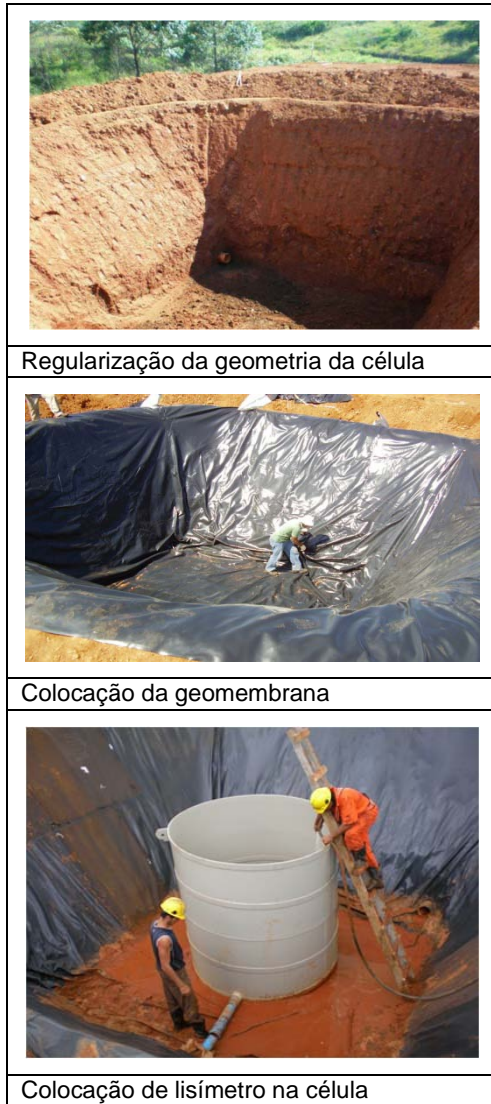 Regularização da geometria da célula
Colocação da geomembrana
Colocação de lisímetro na célula